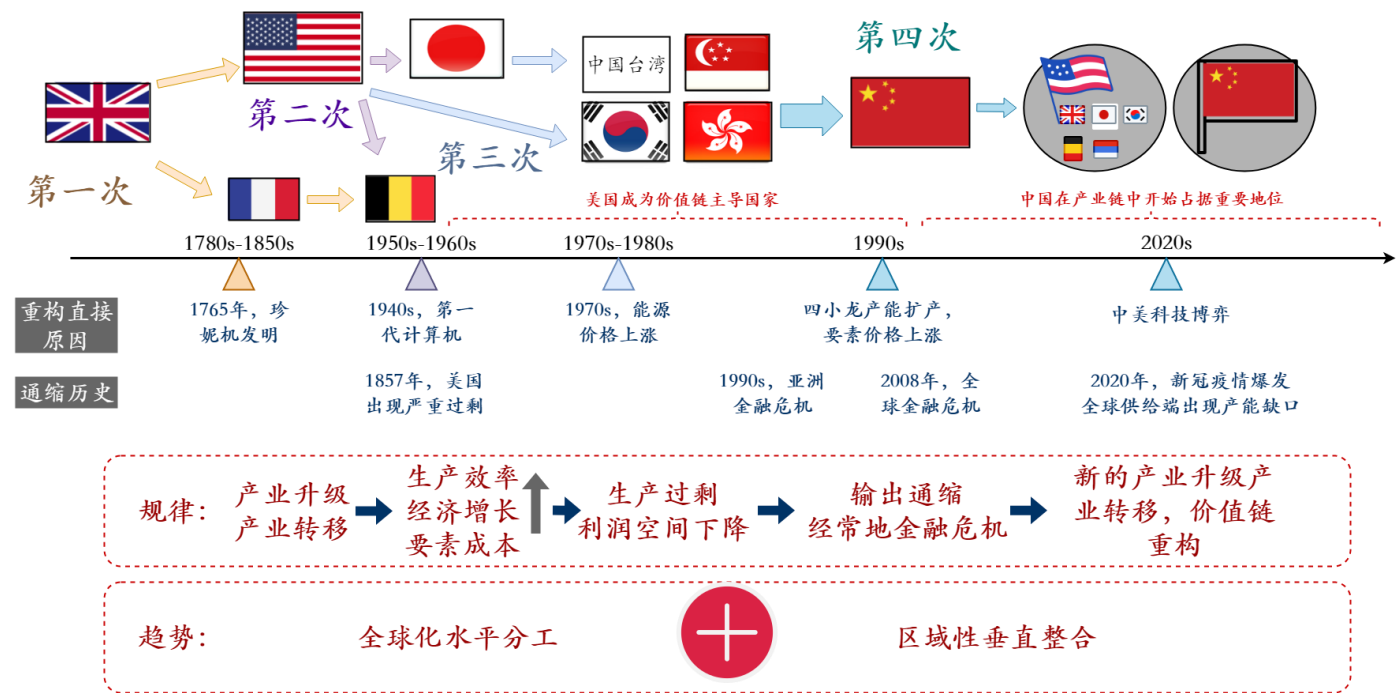 第四次
中国台湾
第二次
第三次
第一次
美国成为价值链主导国家
中国在产业链中开始占据重要地位
1780s-1850s
1950s-1960s
1970s-1980s
1990s
2020s
重构直接
原因
1765年，珍
妮机发明
1940s，第一
代计算机
1970s，能源
价格上涨
四小龙产能扩产，
要素价格上涨
中美科技博弈
通缩历史
1857年，美国
出现严重过剩
1990s，亚洲
金融危机
2008年，全
球金融危机
2020年，新冠疫情爆发
全球供给端出现产能缺口
规律：
产业升级
产业转移
生产效率
经济增长
要素成本
生产过剩
利润空间下降
输出通缩
经常地金融危机
新的产业升级产
业转移，价值链
重构
趋势：
全球化水平分工
区域性垂直整合